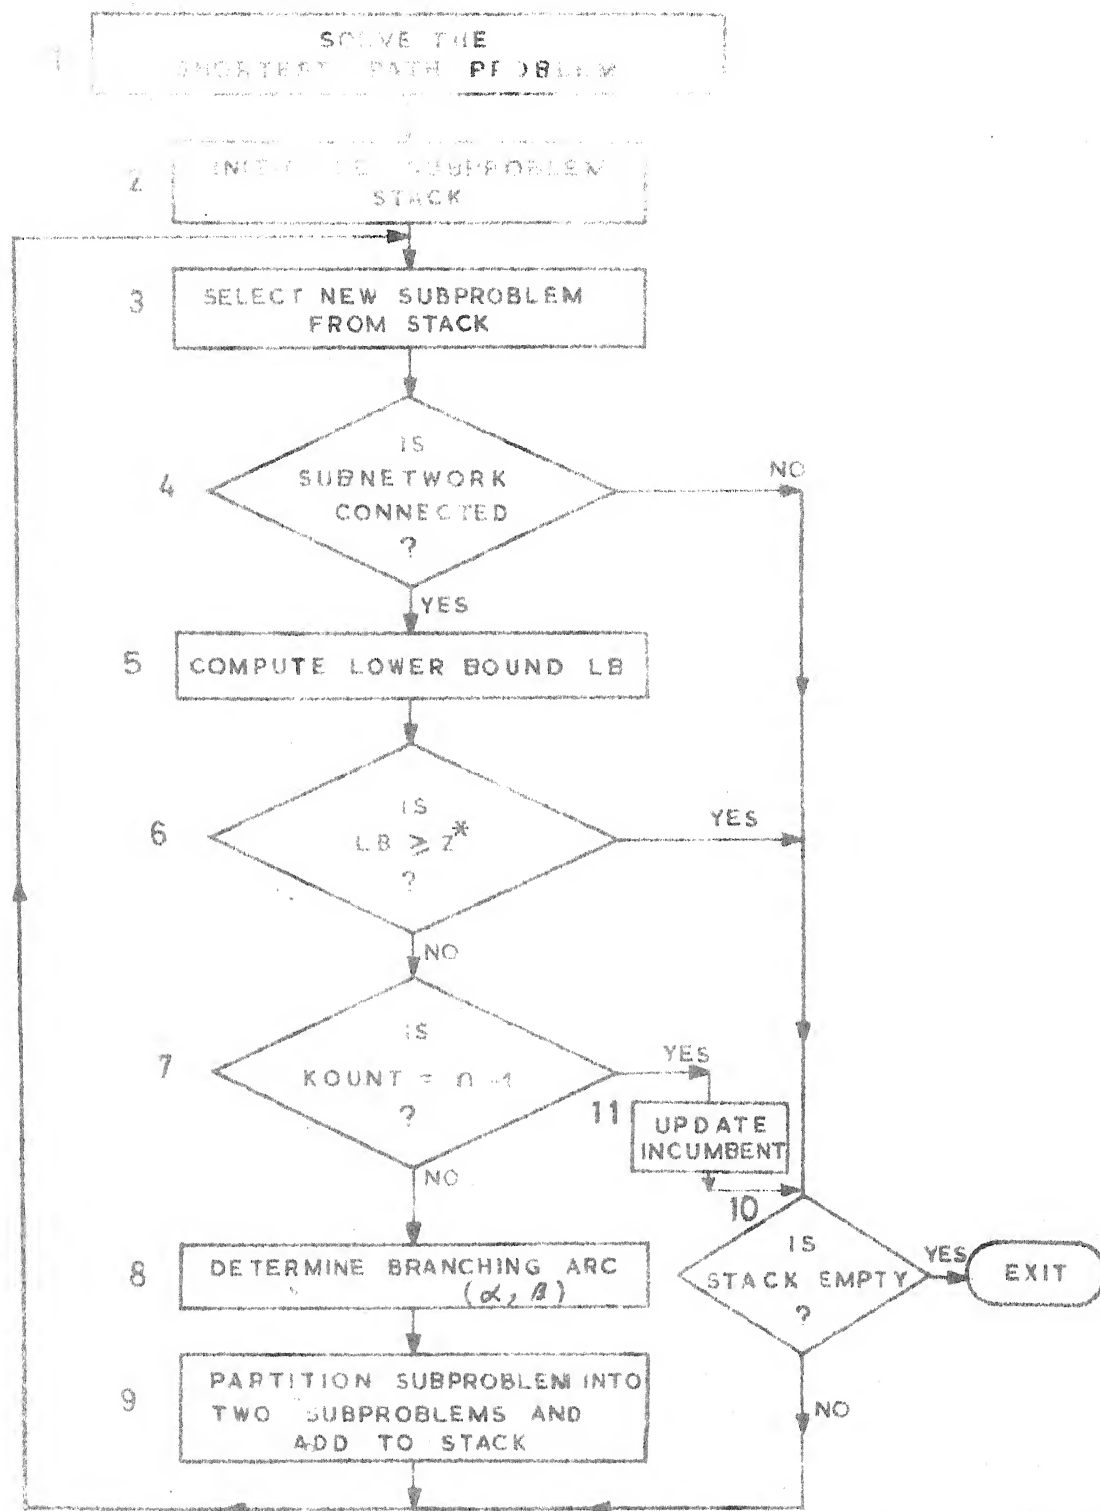 1
SOLVE THE
SHORTEST PATH PROBLEM
2
INITIALIZE SUBPROBLEM
STACK
3
SELECT NEW SUBPROBLEM
FROM STACK
4
IS
SUBNETWORK
CONNECTED
?
NO
YES
5
COMPUTE LOWER BOUND LB
6
IS
LB ⩾ Z*
?
YES
NO
7
IS
KOUNT = n-1
?
YES
11
UPDATE
INCUMBENT
NO
10
IS
STACK EMPTY
?
YES
EXIT
NO
8
DETERMINE BRANCHING ARC
(α, β)
9
PARTITION SUBPROBLEM INTO
TWO SUBPROBLEMS AND
ADD TO STACK